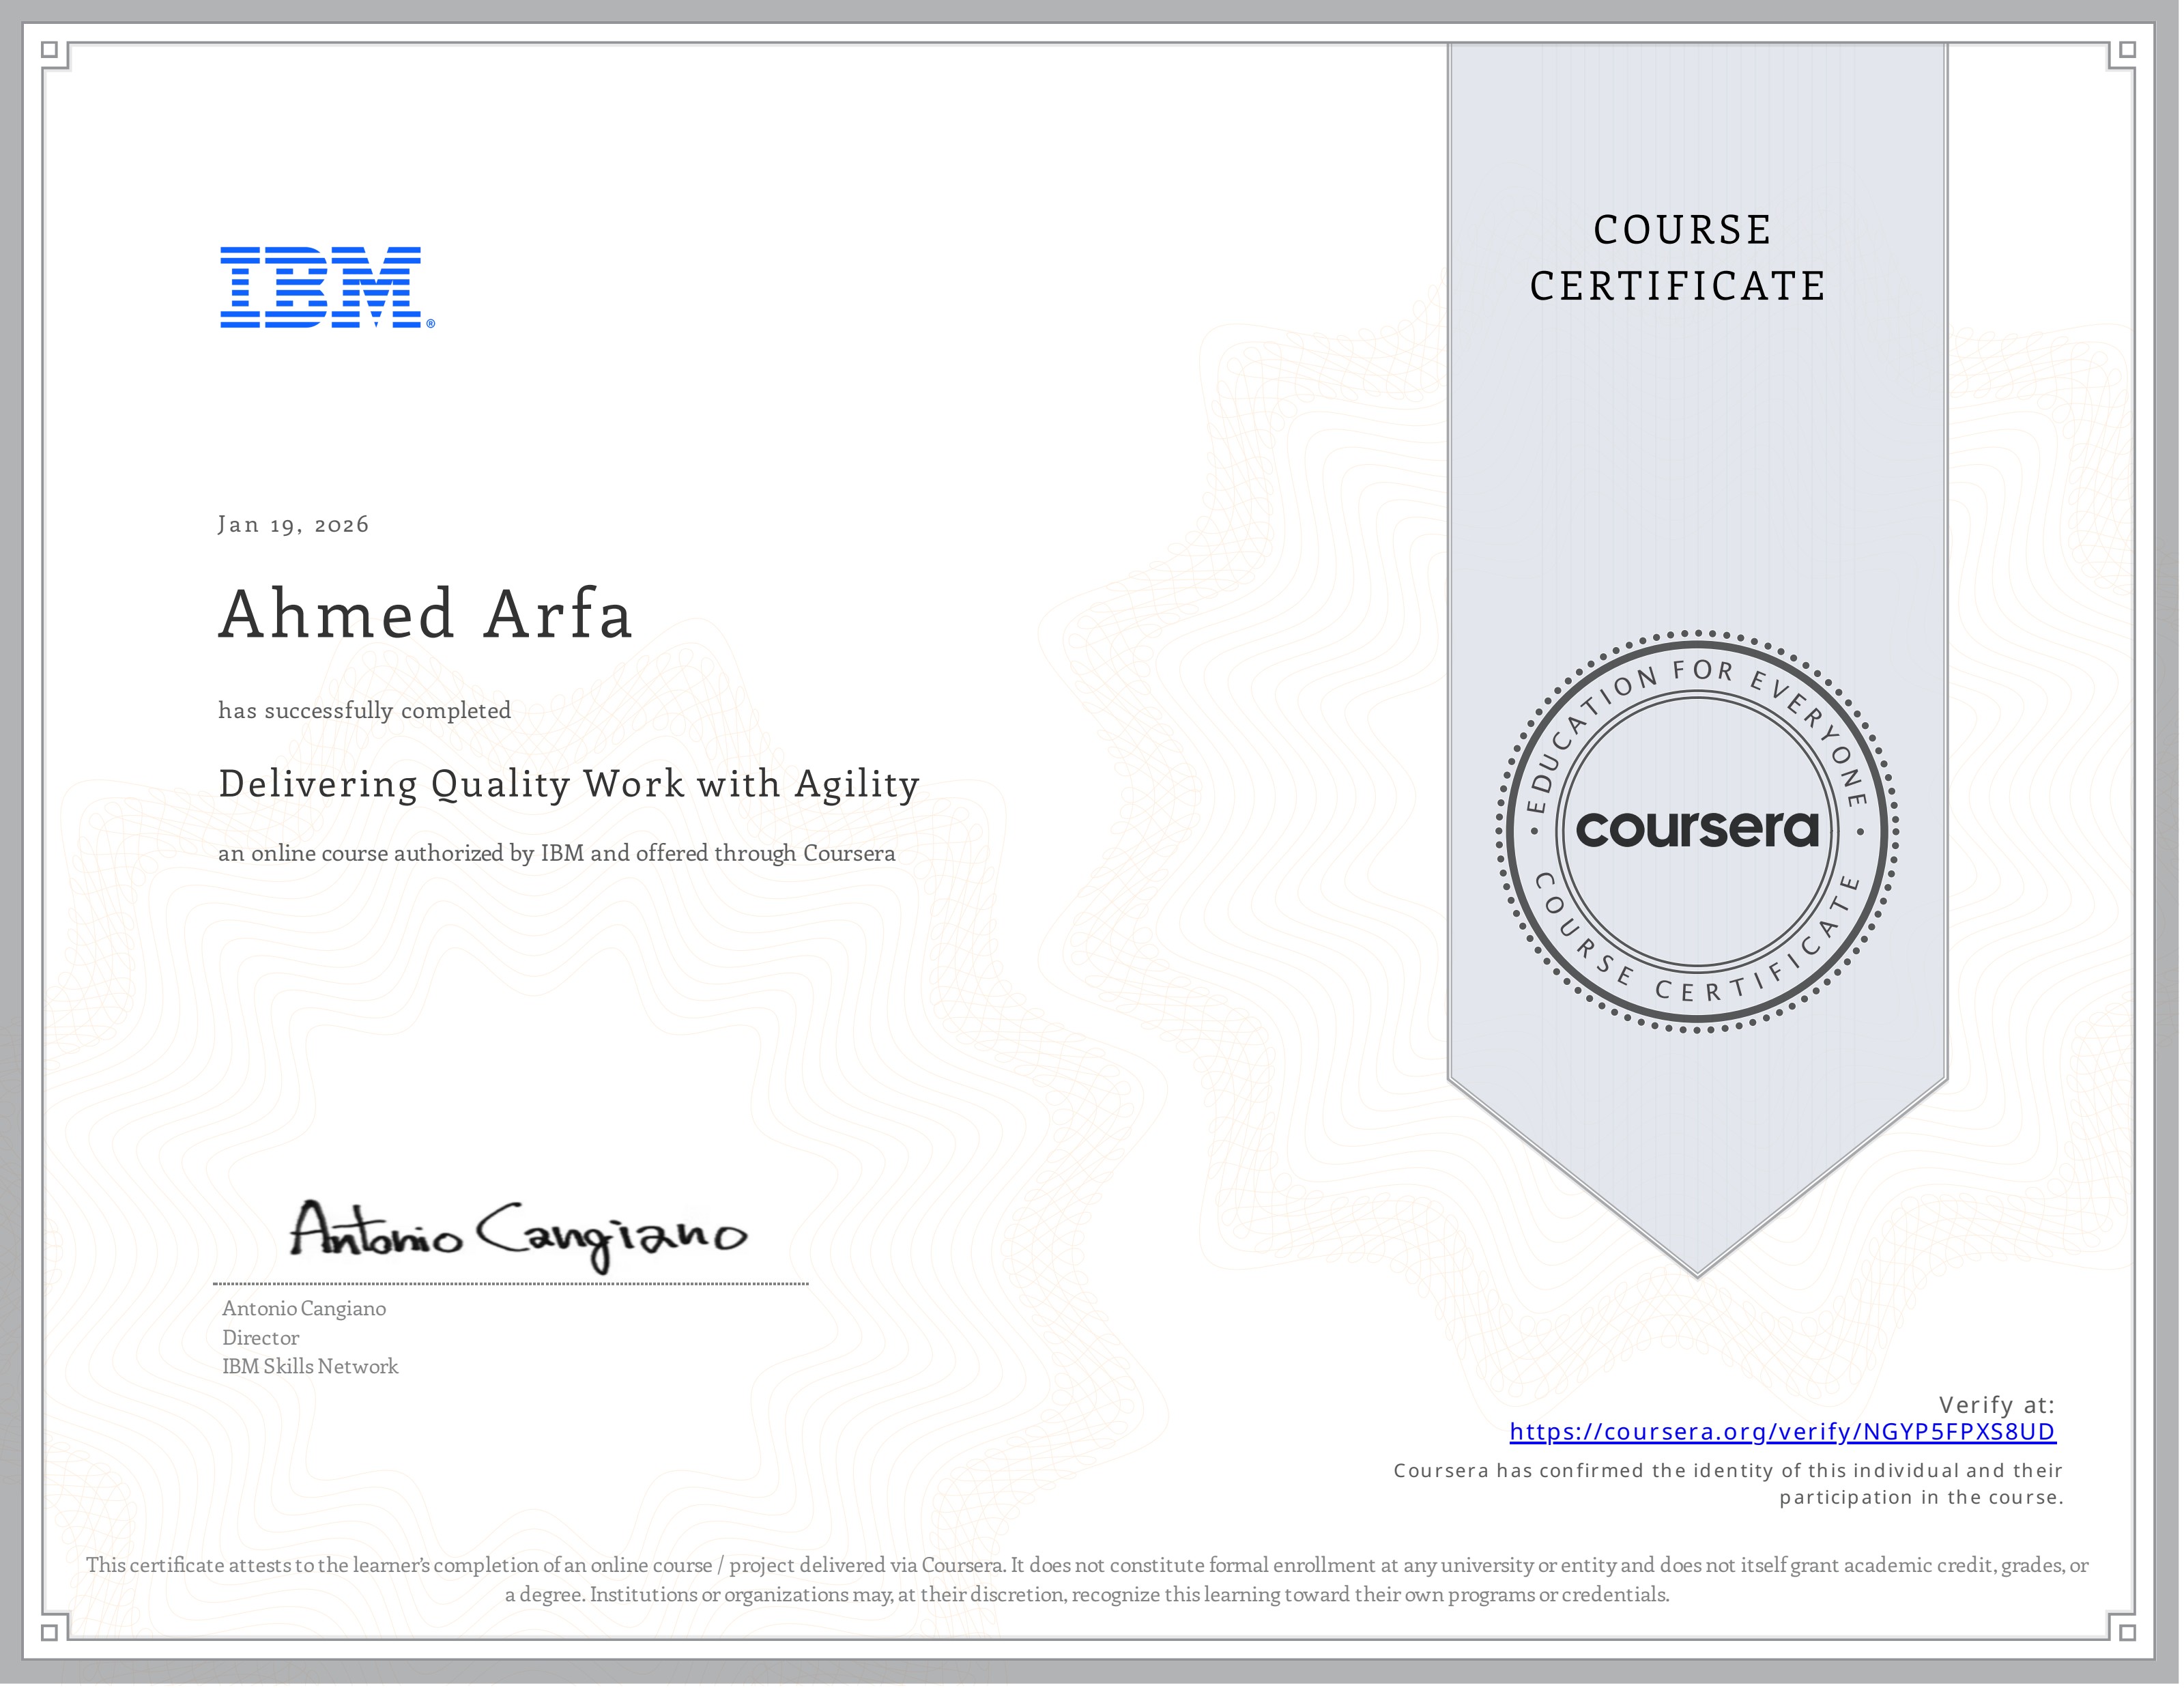 IBM®
COURSE
CERTIFICATE
Jan 19, 2026
Ahmed Arfa
has successfully completed
Delivering Quality Work with Agility
an online course authorized by IBM and offered through Coursera
EDUCATION FOR EVERYONE
coursera
COURSE CERTIFICATE
Antonio Cangiano
Antonio Cangiano
Director
IBM Skills Network
Verify at:
https://coursera.org/verify/NGYP5FPXS8UD
Coursera has confirmed the identity of this individual and their
participation in the course.
This certificate attests to the learner's completion of an online course / project delivered via Coursera. It does not constitute formal enrollment at any university or entity and does not itself grant academic credit, grades, or
a degree. Institutions or organizations may, at their discretion, recognize this learning toward their own programs or credentials.